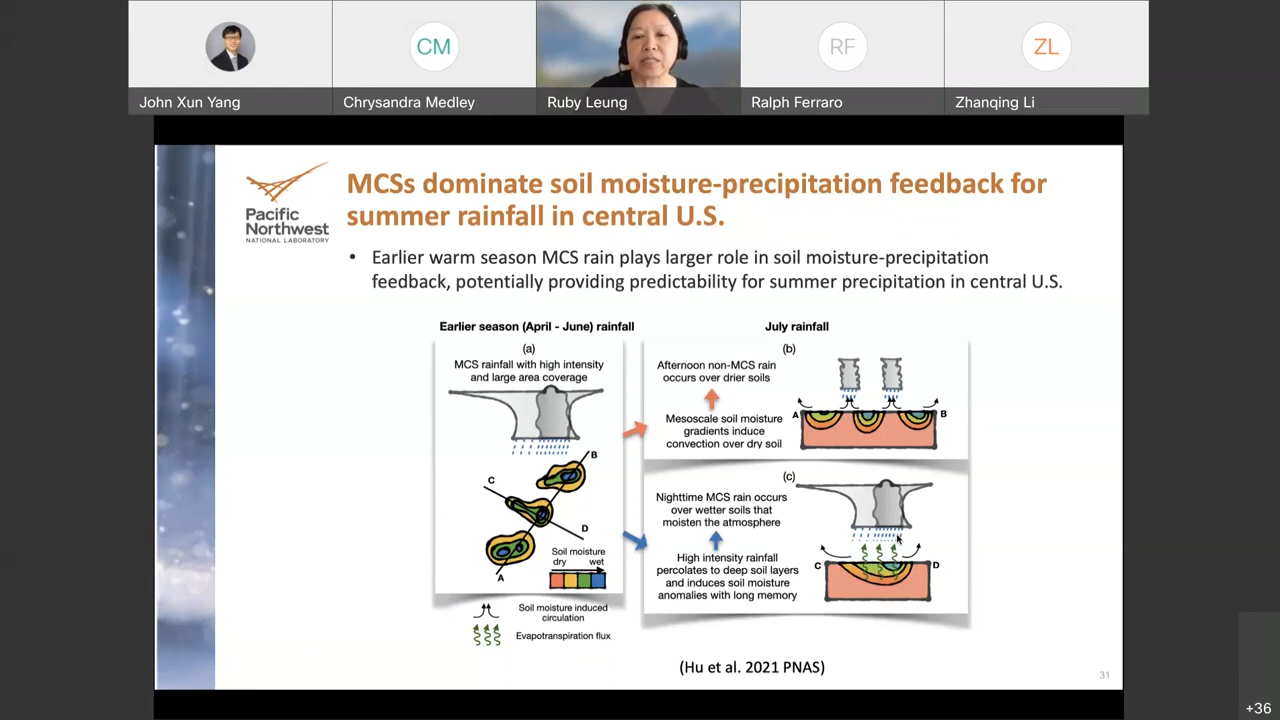 CM
RF
ZL
John Xun Yang
Chrysandra Medley
Ruby Leung
Ralph Ferraro
Zhanqing Li
Pacific
Northwest
NATIONAL LABORATORY
MCSs dominate soil moisture-precipitation feedback for
summer rainfall in central U.S.
• Earlier warm season MCS rain plays larger role in soil moisture-precipitation
feedback, potentially providing predictability for summer precipitation in central U.S.
Earlier season (April - June) rainfall
(a)
MCS rainfall with high intensity
and large area coverage
B
C
D
A
Soil moisture
dry wet
Soil moisture induced
circulation
Evapotranspiration flux
July rainfall
(b)
Afternoon non-MCS rain
occurs over drier soils
Mesoscale soil moisture
gradients induce
convection over dry soil
A
B
(c)
Nighttime MCS rain occurs
over wetter soils that
moisten the atmosphere
High intensity rainfall
percolates to deep soil layers
and induces soil moisture
anomalies with long memory
C
D
(Hu et al. 2021 PNAS)
31
+36